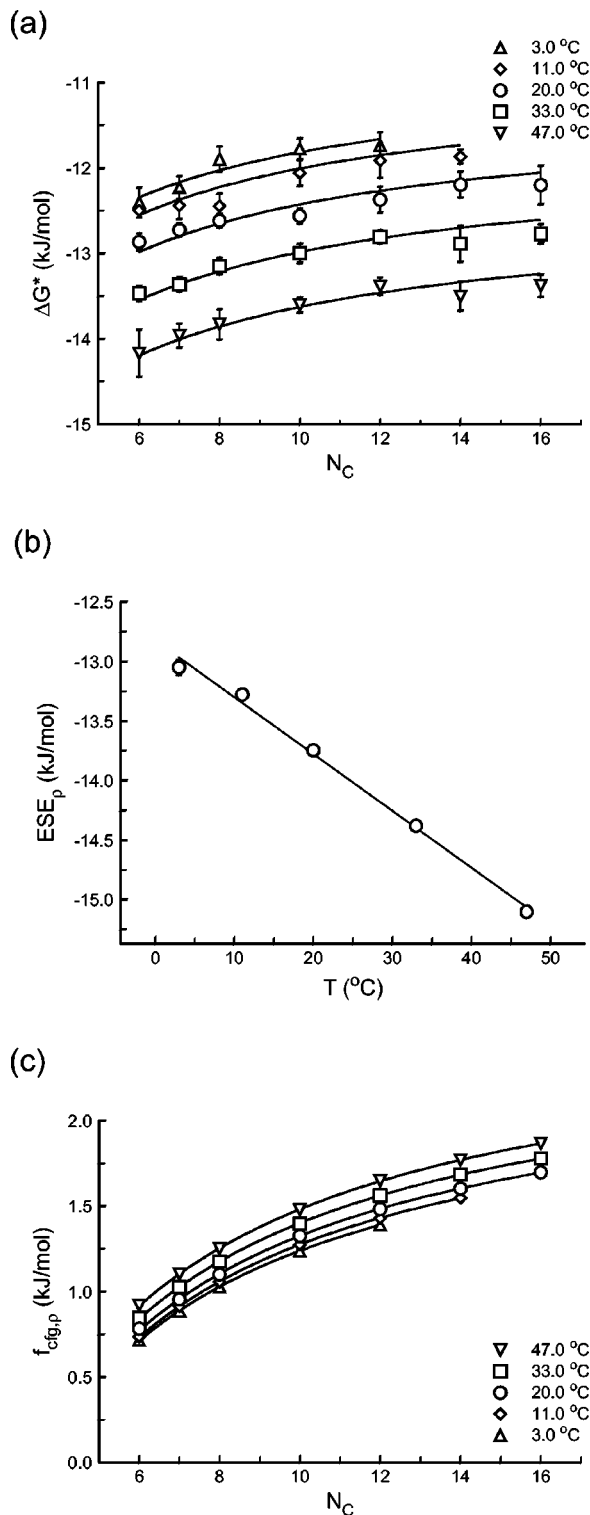 (a)
3.0 °C
11.0 °C
20.0 °C
33.0 °C
47.0 °C
-11
-12
-13
-14
-15
ΔG* (kJ/mol)
6 8 10 12 14 16
N_C
(b)
-12.5
-13.0
-13.5
-14.0
-14.5
-15.0
ESE_ρ (kJ/mol)
0 10 20 30 40 50
T (°C)
(c)
2.0
1.5
1.0
0.5
0.0
f_cfg,ρ (kJ/mol)
47.0 °C
33.0 °C
20.0 °C
11.0 °C
3.0 °C
6 8 10 12 14 16
N_C